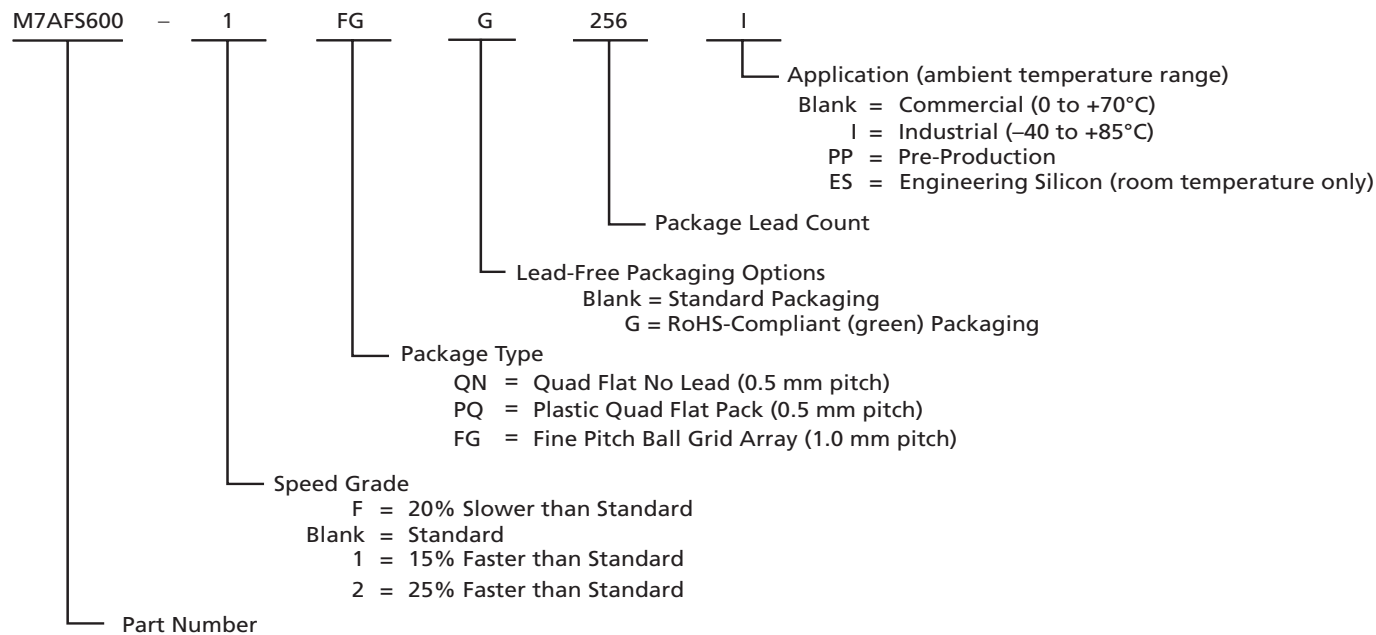 M7AFS600 – 1 FG G 256 I
Application (ambient temperature range)
Blank = Commercial (0 to +70°C)
I = Industrial (–40 to +85°C)
PP = Pre-Production
ES = Engineering Silicon (room temperature only)
Package Lead Count
Lead-Free Packaging Options
Blank = Standard Packaging
G = RoHS-Compliant (green) Packaging
Package Type
QN = Quad Flat No Lead (0.5 mm pitch)
PQ = Plastic Quad Flat Pack (0.5 mm pitch)
FG = Fine Pitch Ball Grid Array (1.0 mm pitch)
Speed Grade
F = 20% Slower than Standard
Blank = Standard
1 = 15% Faster than Standard
2 = 25% Faster than Standard
Part Number